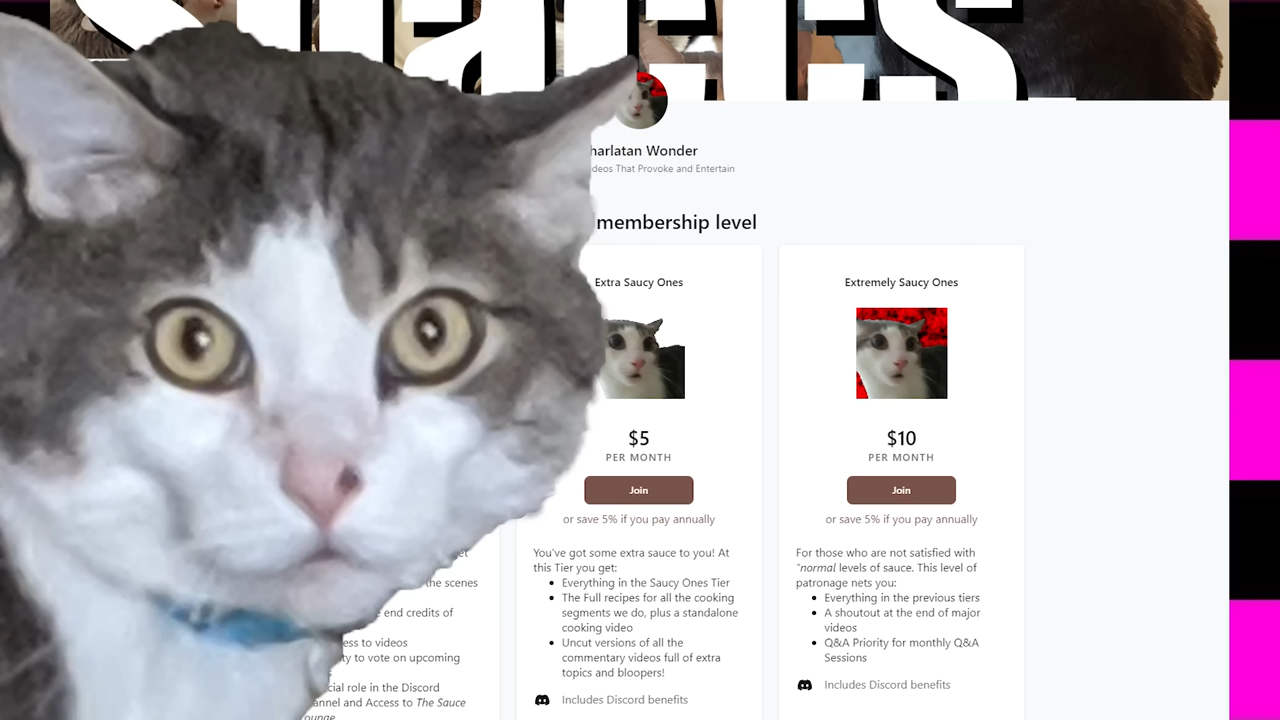 harlatan Wonder
deos That Provoke and Entertain
membership level
Extra Saucy Ones
$5
PER MONTH
Join
or save 5% if you pay annually
You've got some extra sauce to you! At
this Tier you get:
Everything in the Saucy Ones Tier
The Full recipes for all the cooking
segments we do, plus a standalone
cooking video
Uncut versions of all the
commentary videos full of extra
topics and bloopers!
Includes Discord benefits
Extremely Saucy Ones
$10
PER MONTH
Join
or save 5% if you pay annually
For those who are not satisfied with
"normal levels of sauce. This level of
patronage nets you:
Everything in the previous tiers
A shoutout at the end of major
videos
Q&A Priority for monthly Q&A
Sessions
Includes Discord benefits
the scenes
end credits of
ess to videos
ty to vote on upcoming
cial role in the Discord
annel and Access to The Sauce
ounge